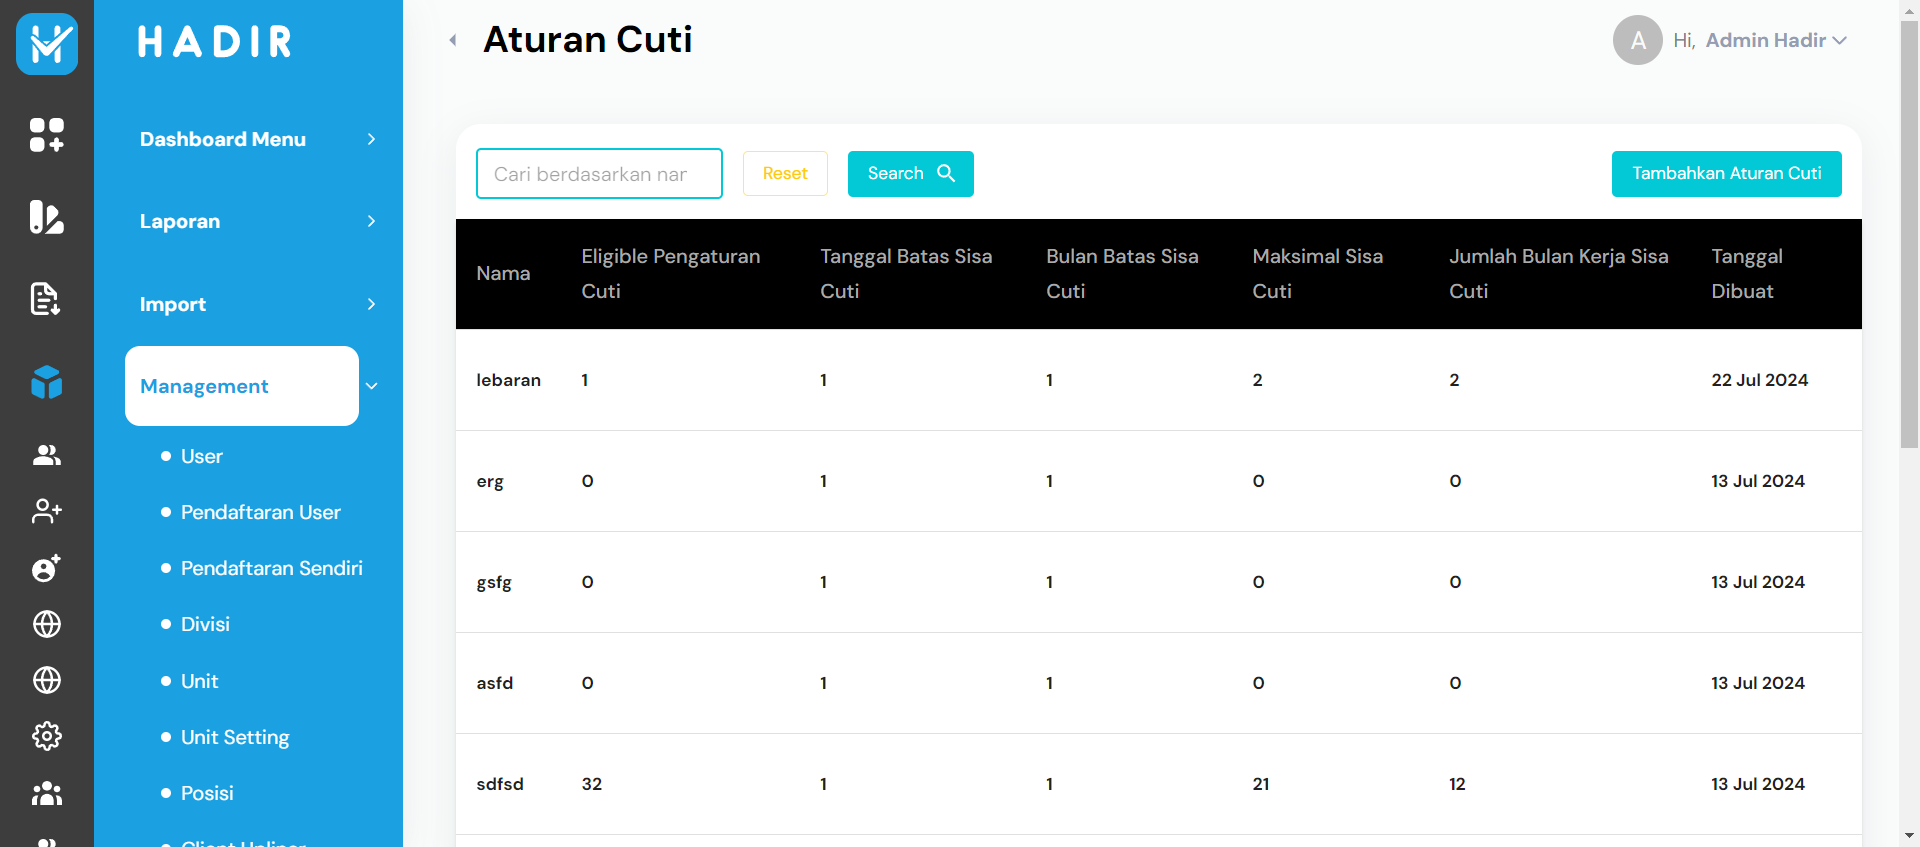 HADIR
Dashboard Menu
Laporan
Import
Management
User
Pendaftaran User
Pendaftaran Sendiri
Divisi
Unit
Unit Setting
Posisi
Aturan Cuti
A Hi, Admin Hadir
Cari berdasarkan nar
Reset
Search
Tambahkan Aturan Cuti
Nama
Eligible Pengaturan
Cuti
Tanggal Batas Sisa
Cuti
Bulan Batas Sisa
Cuti
Maksimal Sisa
Cuti
Jumlah Bulan Kerja Sisa
Cuti
Tanggal
Dibuat
lebaran 1 1 1 2 2 22 Jul 2024
erg 0 1 1 0 0 13 Jul 2024
gsfg 0 1 1 0 0 13 Jul 2024
asfd 0 1 1 0 0 13 Jul 2024
sdfsd 32 1 1 21 12 13 Jul 2024